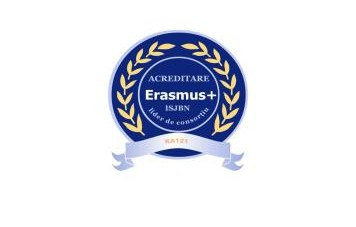 ACREDITARE
Erasmus+
ISJBN
lider de consorțiu
KA121